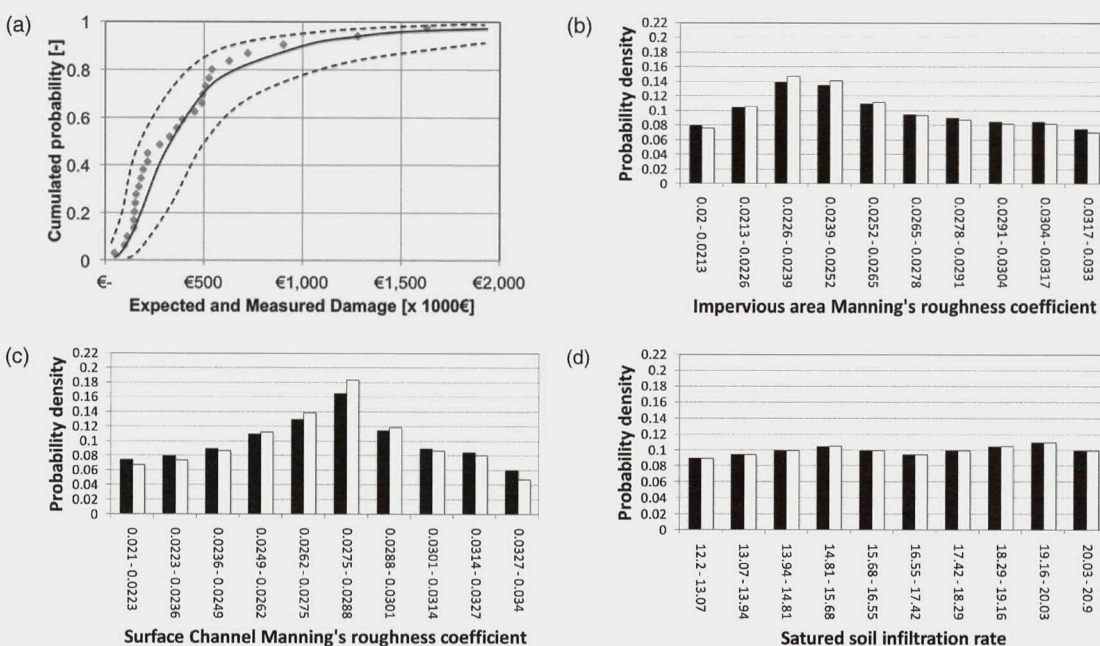 (a)
Cumulated probability [-]
1
0.8
0.6
0.4
0.2
0
€- €500 €1,000 €1,500 €2,000
Expected and Measured Damage [x 1000€]
(b)
Probability density
0.22
0.2
0.18
0.16
0.14
0.12
0.10
0.08
0.06
0.04
0.02
0
0.02 - 0.0213
0.0213 - 0.0226
0.0226 - 0.0239
0.0239 - 0.0252
0.0252 - 0.0265
0.0265 - 0.0278
0.0278 - 0.0291
0.0291 - 0.0304
0.0304 - 0.0317
0.0317 - 0.033
Impervious area Manning's roughness coefficient
(c)
Probability density
0.22
0.2
0.18
0.16
0.14
0.12
0.1
0.08
0.06
0.04
0.02
0
0.021 - 0.0223
0.0223 - 0.0236
0.0236 - 0.0249
0.0249 - 0.0262
0.0262 - 0.0275
0.0275 - 0.0288
0.0288 - 0.0301
0.0301 - 0.0314
0.0314 - 0.0327
0.0327 - 0.034
Surface Channel Manning's roughness coefficient
(d)
Probability density
0.22
0.2
0.18
0.16
0.14
0.12
0.1
0.08
0.06
0.04
0.02
0
12.2 - 13.07
13.07 - 13.94
13.94 - 14.81
14.81 - 15.68
15.68 - 16.55
16.55 - 17.42
17.42 - 18.29
18.29 - 19.16
19.16 - 20.03
20.03 - 20.9
Satured soil infiltration rate